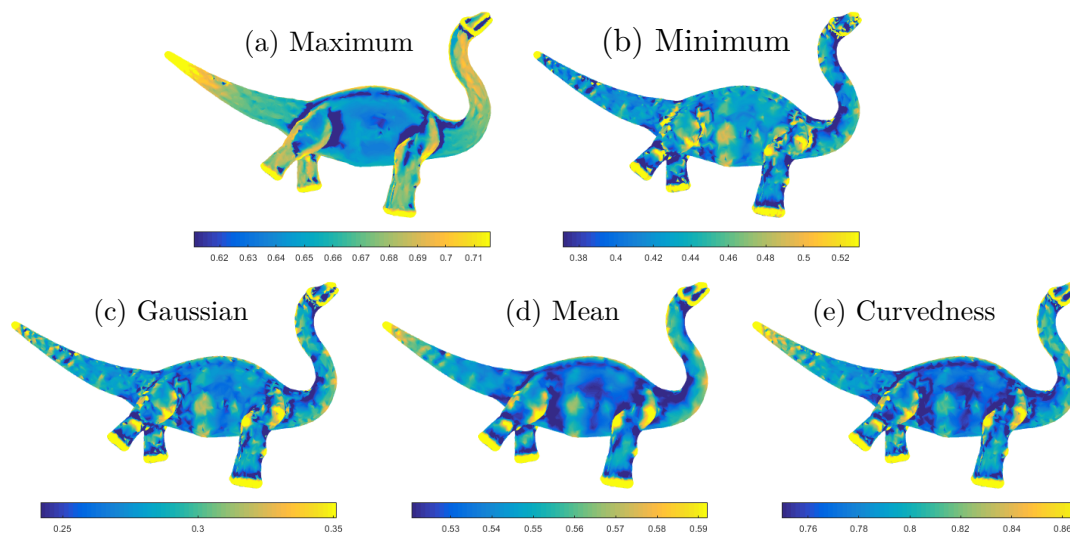 (a) Maximum
(b) Minimum
0.62 0.63 0.64 0.65 0.66 0.67 0.68 0.69 0.7 0.71
0.38 0.4 0.42 0.44 0.46 0.48 0.5 0.52
(c) Gaussian
(d) Mean
(e) Curvedness
0.25 0.3 0.35
0.53 0.54 0.55 0.56 0.57 0.58 0.59
0.76 0.78 0.8 0.82 0.84 0.86